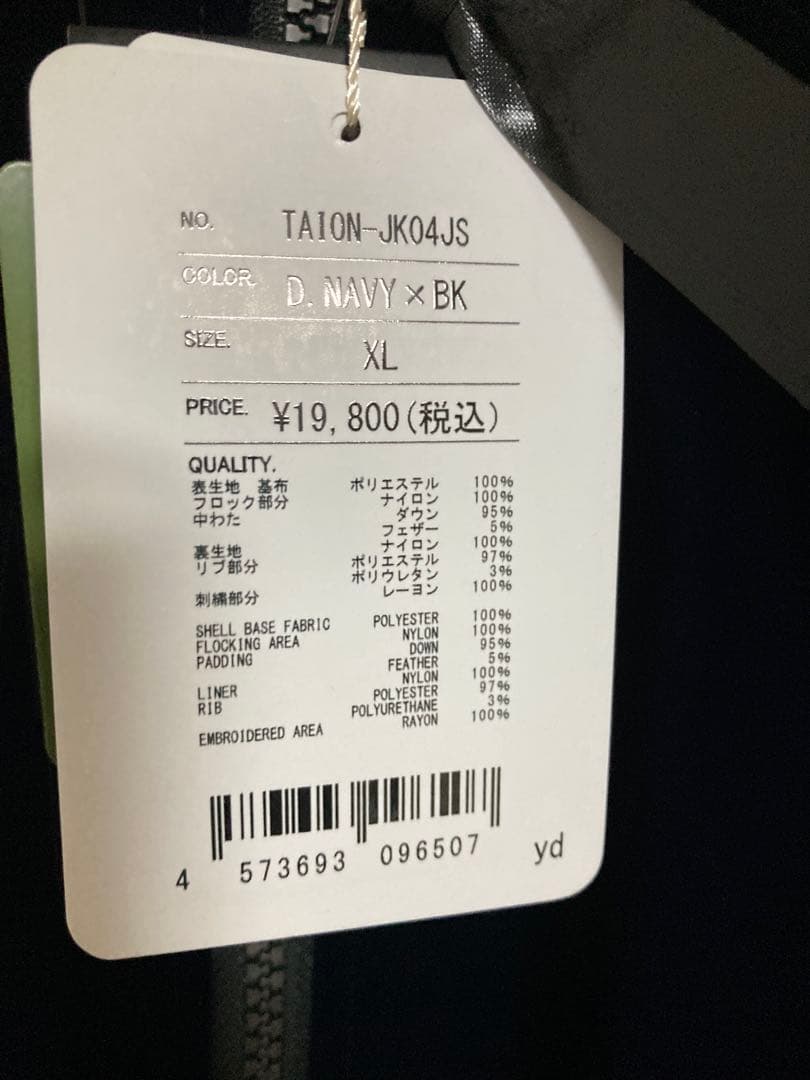 NO. TAION-JK04JS
COLOR. D. NAVY×BK
SIZE. XL
PRICE. ¥19,800(税込)
QUALITY.
表生地 基布 ポリエステル 100%
フロック部分 ナイロン 100%
中わた ダウン 95%
フェザー 5%
裏生地 ナイロン 100%
リブ部分 ポリエステル 97%
ポリウレタン 3%
刺繍部分 レーヨン 100%
SHELL BASE FABRIC POLYESTER 100%
FLOCKING AREA NYLON 100%
PADDING DOWN 95%
FEATHER 5%
LINER NYLON 100%
RIB POLYESTER 97%
POLYURETHANE 3%
EMBROIDERED AREA RAYON 100%
4 573693 096507 yd